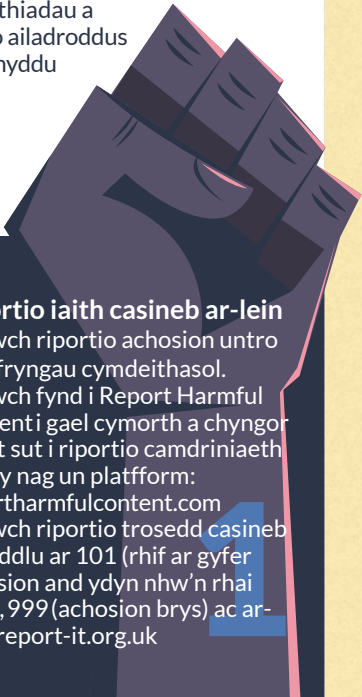 thiadau a
ailadroddus
nyddu
rtio iaith casineb ar-lein
wch riportio achosion untro
fryngau cymdeithasol.
wch fynd i Report Harmful
ent i gael cymorth a chyngor
t sut i riportio camdriniaeth
y nag un platfform:
rtharmfulcontent.com
wch riportio trosedd casineb
ddlu ar 101 (rhif ar gyfer
sion and ydyn nhw’n rhai
, 999 (achosion brys) ac ar-
report-it.org.uk
1